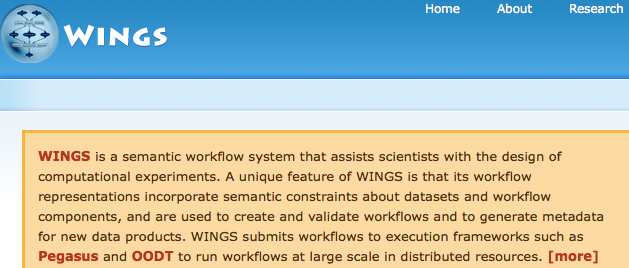 Home About Research
WINGS
WINGS is a semantic workflow system that assists scientists with the design of
computational experiments. A unique feature of WINGS is that its workflow
representations incorporate semantic constraints about datasets and workflow
components, and are used to create and validate workflows and to generate metadata
for new data products. WINGS submits workflows to execution frameworks such as
Pegasus and OODT to run workflows at large scale in distributed resources. [more]